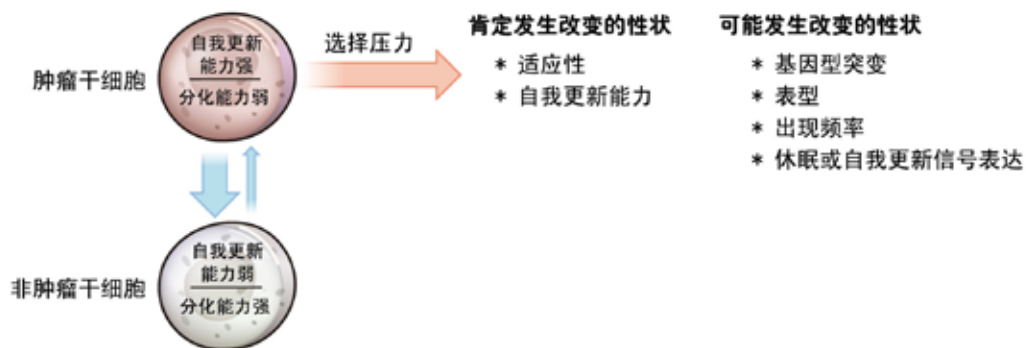 肿瘤干细胞
自我更新
能力强
分化能力弱
选择压力
肯定发生改变的性状
* 适应性
* 自我更新能力
可能发生改变的性状
* 基因型突变
* 表型
* 出现频率
* 休眠或自我更新信号表达
非肿瘤干细胞
自我更新
能力弱
分化能力强